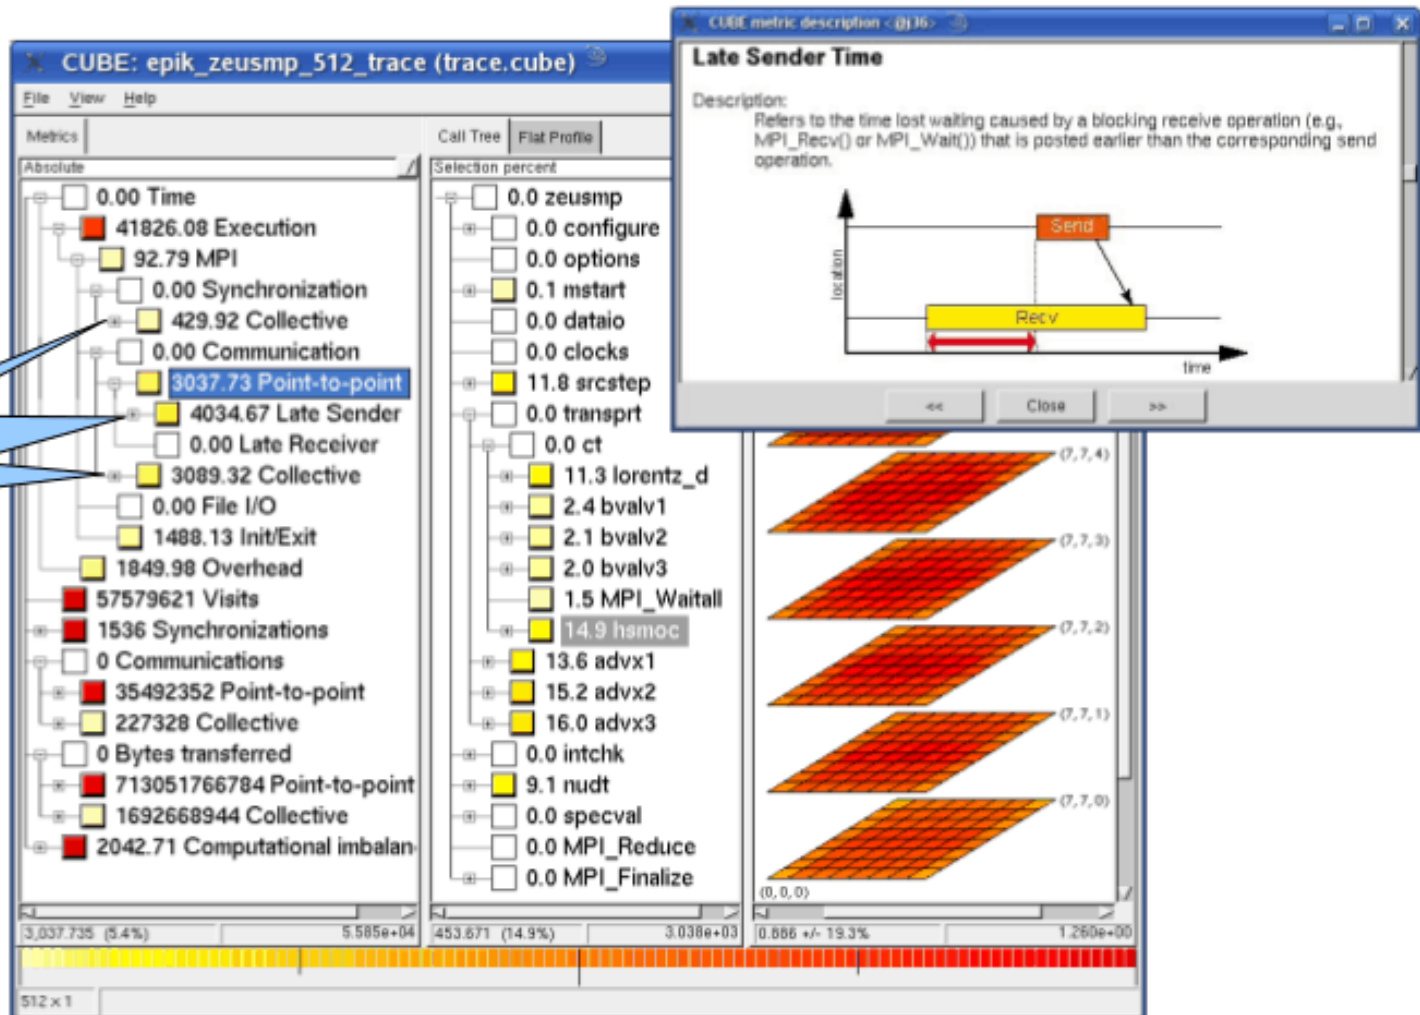 CUBE: epik_zeusmp_512_trace (trace.cube)
File View Help
Metrics
Absolute
0.00 Time
41826.08 Execution
92.79 MPI
0.00 Synchronization
429.92 Collective
0.00 Communication
3037.73 Point-to-point
4034.67 Late Sender
0.00 Late Receiver
3089.32 Collective
0.00 File I/O
1488.13 Init/Exit
1849.98 Overhead
57579621 Visits
1536 Synchronizations
0 Communications
35492352 Point-to-point
227328 Collective
0 Bytes transferred
713051766784 Point-to-point
1692668944 Collective
2042.71 Computational imbalan
3,037.735 (5.4%) 5.585e+04
Call Tree Flat Profile
Selection percent
0.0 zeusmp
0.0 configure
0.0 options
0.1 mstart
0.0 dataio
0.0 clocks
11.8 srcstep
0.0 transprt
0.0 ct
11.3 lorentz_d
2.4 bvalv1
2.1 bvalv2
2.0 bvalv3
1.5 MPI_Waitall
14.9 hsmoc
13.6 advx1
15.2 advx2
16.0 advx3
0.0 intchk
9.1 nudt
0.0 specval
0.0 MPI_Reduce
0.0 MPI_Finalize
453.671 (14.9%) 3.038e+03
CUBE metric description <@j36>
Late Sender Time
Description:
Refers to the time lost waiting caused by a blocking receive operation (e.g.,
MPI_Recv() or MPI_Wait()) that is posted earlier than the corresponding send
operation.
location
Send
Recv
time
<< Close >>
(7,7,4)
(7,7,3)
(7,7,2)
(7,7,1)
(7,7,0)
(0,0,0)
0.886 +/- 19.3% 1.260e+00
512 x 1